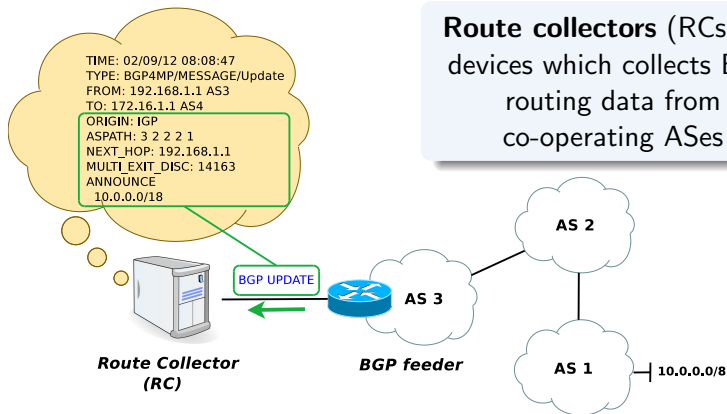 TIME: 02/09/12 08:08:47
TYPE: BGP4MP/MESSAGE/Update
FROM: 192.168.1.1 AS3
TO: 172.16.1.1 AS4
ORIGIN: IGP
ASPATH: 3 2 2 2 1
NEXT_HOP: 192.168.1.1
MULTI_EXIT_DISC: 14163
ANNOUNCE
10.0.0.0/18
Route collectors (RCs
devices which collects
routing data from
co-operating ASes
BGP UPDATE
AS 3
AS 2
AS 1
10.0.0.0/8
Route Collector
(RC)
BGP feeder